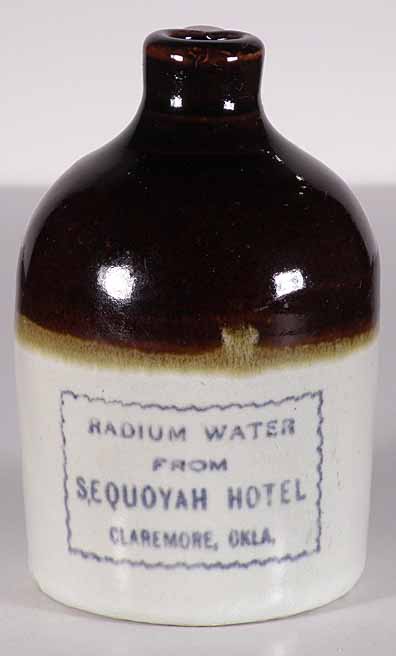 RADIUM WATER
FROM
SEQUOYAH HOTEL
CLAREMORE, OKLA.